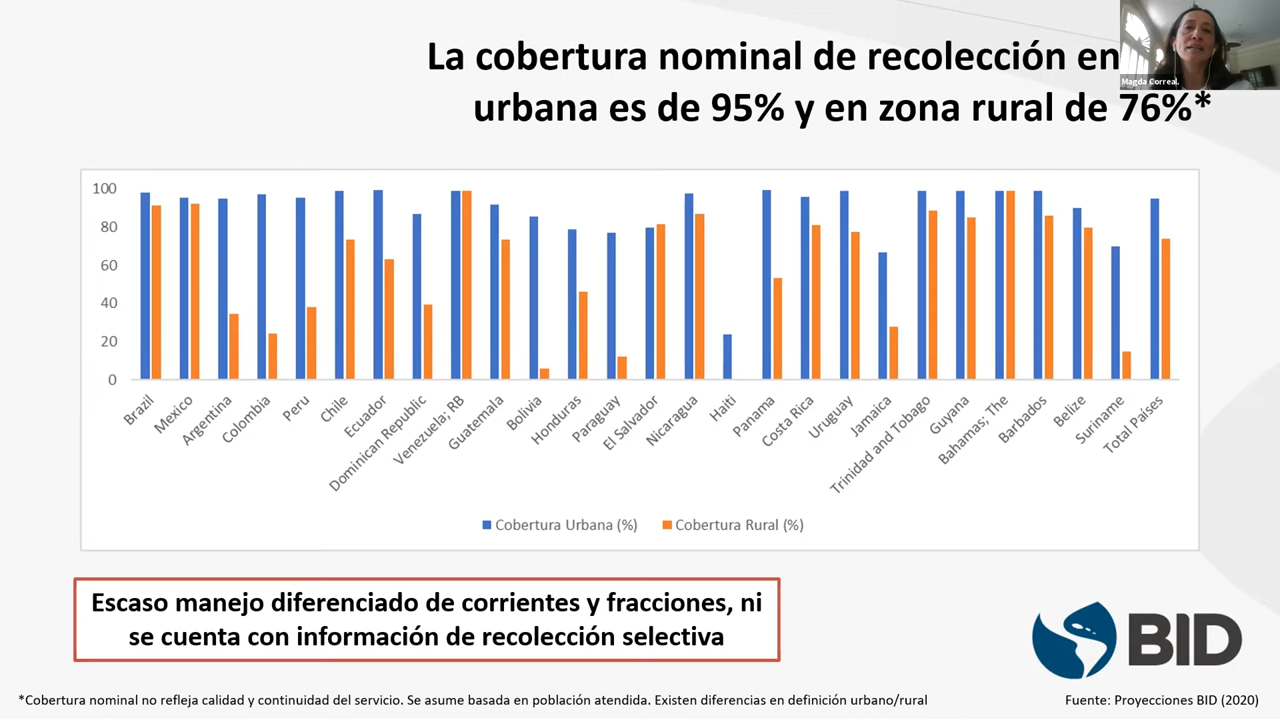 La cobertura nominal de recolección en
urbana es de 95% y en zona rural de 76%*
Magda Correal.
100
80
60
40
20
0
Brazil
Mexico
Argentina
Colombia
Peru
Chile
Ecuador
Dominican Republic
Venezuela; RB
Guatemala
Bolivia
Honduras
Paraguay
El Salvador
Nicaragua
Haiti
Panama
Costa Rica
Uruguay
Jamaica
Trinidad and Tobago
Guyana
Bahamas; The
Barbados
Belize
Suriname
Total Países
Cobertura Urbana (%) Cobertura Rural (%)
Escaso manejo diferenciado de corrientes y fracciones, ni
se cuenta con información de recolección selectiva
BID
*Cobertura nominal no refleja calidad y continuidad del servicio. Se asume basada en población atendida. Existen diferencias en definición urbano/rural
Fuente: Proyecciones BID (2020)